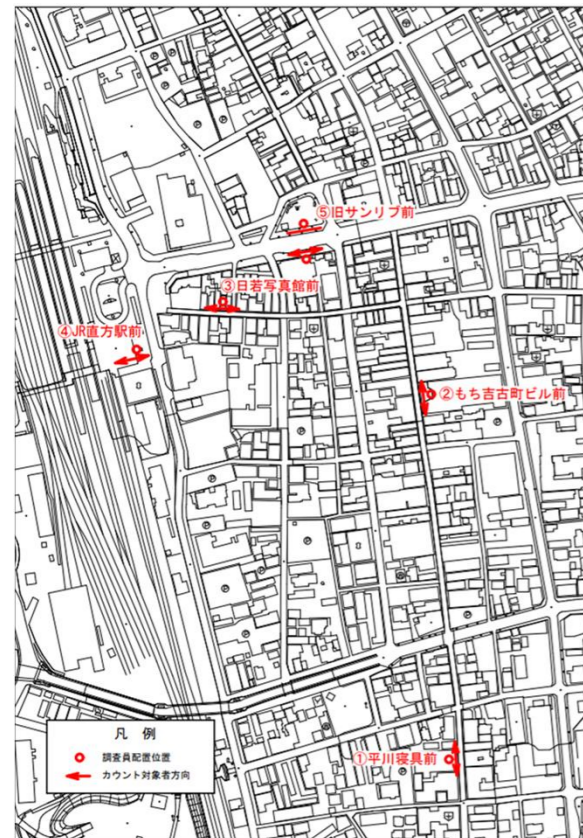 ⑤旧サンリブ前
③日若写真館前
④JR直方駅前
②もち吉古町ビル前
①平川寝具前
凡 例
調査員配置位置
カウント対象者方向